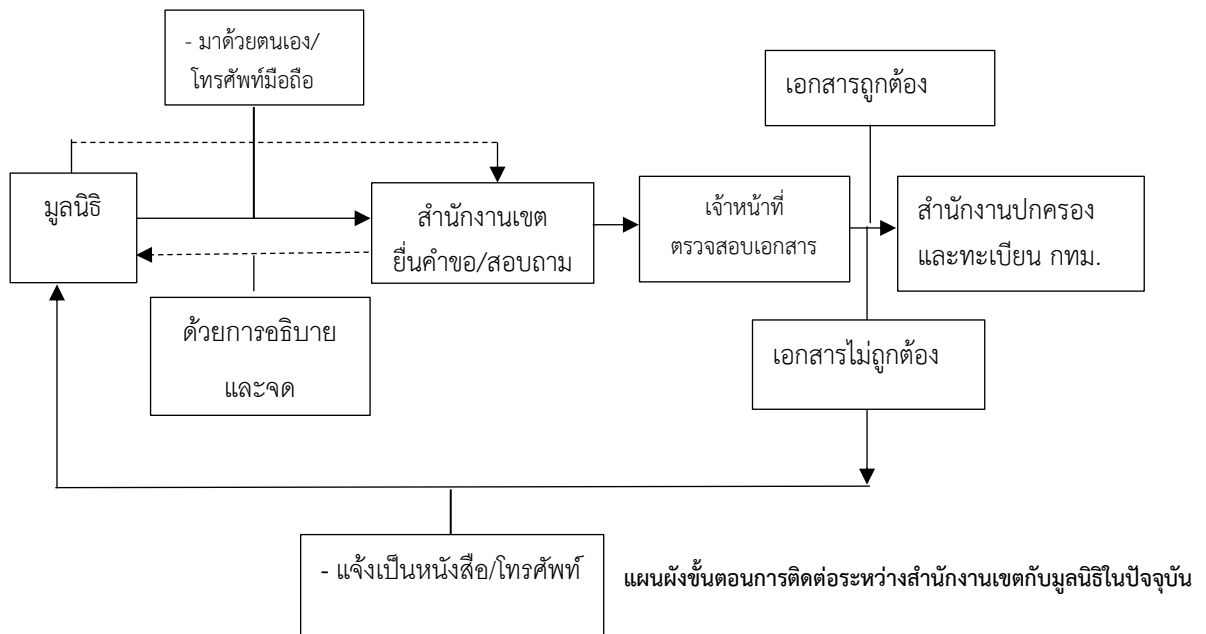 - มาด้วยตนเอง/
โทรศัพท์มือถือ
เอกสารถูกต้อง
มูลนิธิ
สำนักงานเขต
ยื่นคำขอ/สอบถาม
เจ้าหน้าที่
ตรวจสอบเอกสาร
สำนักงานปกครอง
และทะเบียน กทม.
ด้วยการอธิบาย
และจด
เอกสารไม่ถูกต้อง
- แจ้งเป็นหนังสือ/โทรศัพท์
แผนผังขั้นตอนการติดต่อระหว่างสำนักงานเขตกับมูลนิธิในปัจจุบัน